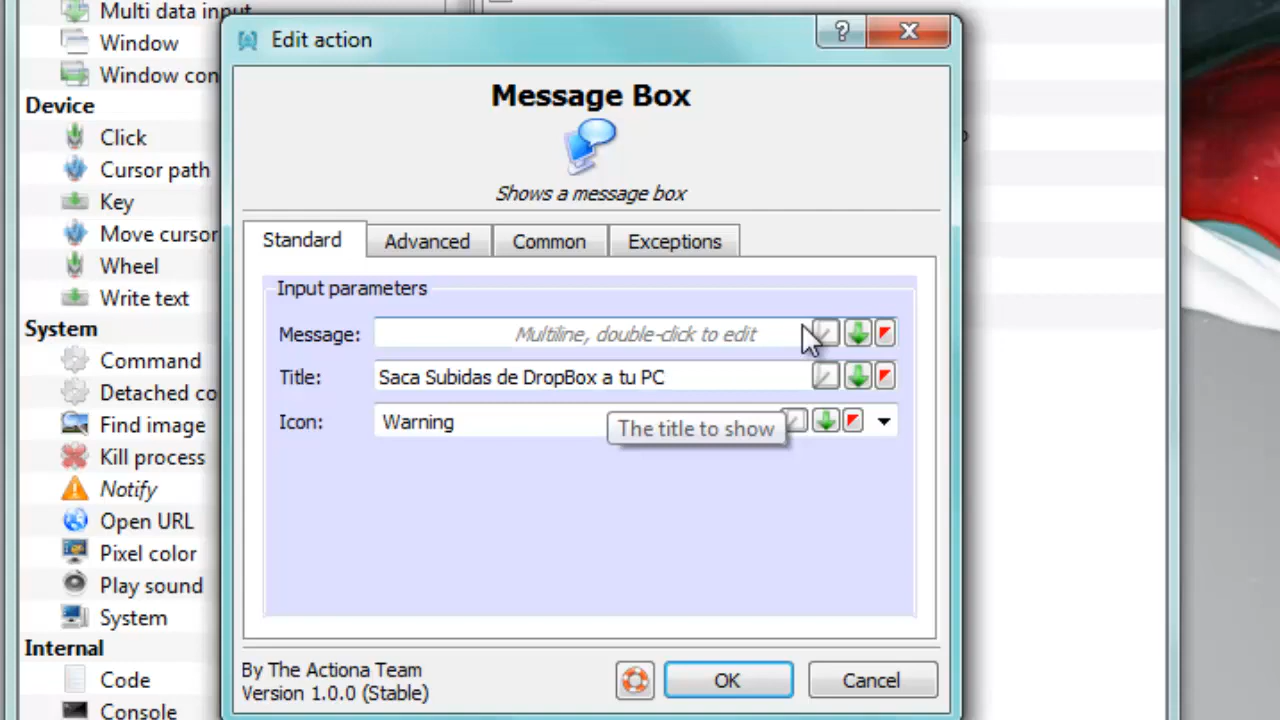 Multi data input
Window
Window con
Device
Click
Cursor path
Key
Move cursor
Wheel
Write text
System
Command
Detached co
Find image
Kill process
Notify
Open URL
Pixel color
Play sound
System
Internal
Code
Console
Edit action
?
Message Box
Shows a message box
Standard
Advanced
Common
Exceptions
Input parameters
Message:
Multiline, double-click to edit
Title:
Saca Subidas de DropBox a tu PC
Icon:
Warning
The title to show
By The Actiona Team
Version 1.0.0 (Stable)
OK
Cancel